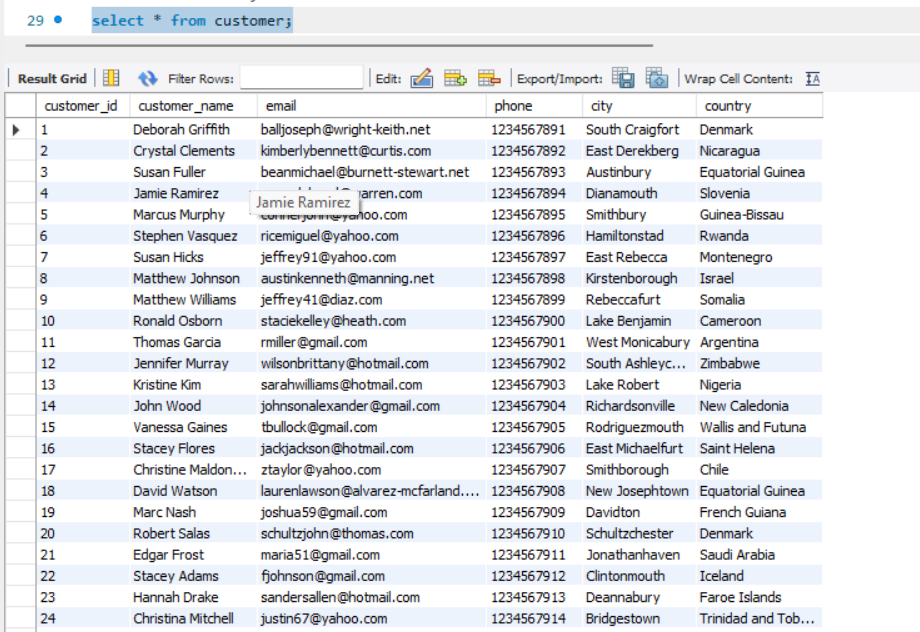 29 select * from customer;
Result Grid Filter Rows: Edit: Export/Import: Wrap Cell Content:
customer_id customer_name email phone city country
1 Deborah Griffith balljoseph@wright-keith.net 1234567891 South Craigfort Denmark
2 Crystal Clements kimberlybennett@curtis.com 1234567892 East Derekberg Nicaragua
3 Susan Fuller beanmichael@burnett-stewart.net 1234567893 Austinbury Equatorial Guinea
4 Jamie Ramirez 1234567894 Dianamouth Slovenia
Jamie Ramirez
5 Marcus Murphy 1234567895 Smithbury Guinea-Bissau
6 Stephen Vasquez ricemiguel@yahoo.com 1234567896 Hamiltonstad Rwanda
7 Susan Hicks jeffrey91@yahoo.com 1234567897 East Rebecca Montenegro
8 Matthew Johnson austinkenneth@manning.net 1234567898 Kirstenborough Israel
9 Matthew Williams jeffrey41@diaz.com 1234567899 Rebeccafurt Somalia
10 Ronald Osborn staciekelley@heath.com 1234567900 Lake Benjamin Cameroon
11 Thomas Garcia rmiller@gmail.com 1234567901 West Monicabury Argentina
12 Jennifer Murray wilsonbrittany@hotmail.com 1234567902 South Ashleyc... Zimbabwe
13 Kristine Kim sarahwilliams@hotmail.com 1234567903 Lake Robert Nigeria
14 John Wood johnsonalexander@gmail.com 1234567904 Richardsonville New Caledonia
15 Vanessa Gaines tbullock@gmail.com 1234567905 Rodriguezmouth Wallis and Futuna
16 Stacey Flores jackjackson@hotmail.com 1234567906 East Michaelfurt Saint Helena
17 Christine Maldon... ztaylor@yahoo.com 1234567907 Smithborough Chile
18 David Watson laurenlawson@alvarez-mcfarland.... 1234567908 New Josephtown Equatorial Guinea
19 Marc Nash joshua59@gmail.com 1234567909 Davidton French Guiana
20 Robert Salas schultzjohn@thomas.com 1234567910 Schultzchester Denmark
21 Edgar Frost maria51@gmail.com 1234567911 Jonathanhaven Saudi Arabia
22 Stacey Adams fjohnson@gmail.com 1234567912 Clintonmouth Iceland
23 Hannah Drake sandersallen@hotmail.com 1234567913 Deannabury Faroe Islands
24 Christina Mitchell justin67@yahoo.com 1234567914 Bridgestown Trinidad and Tob...